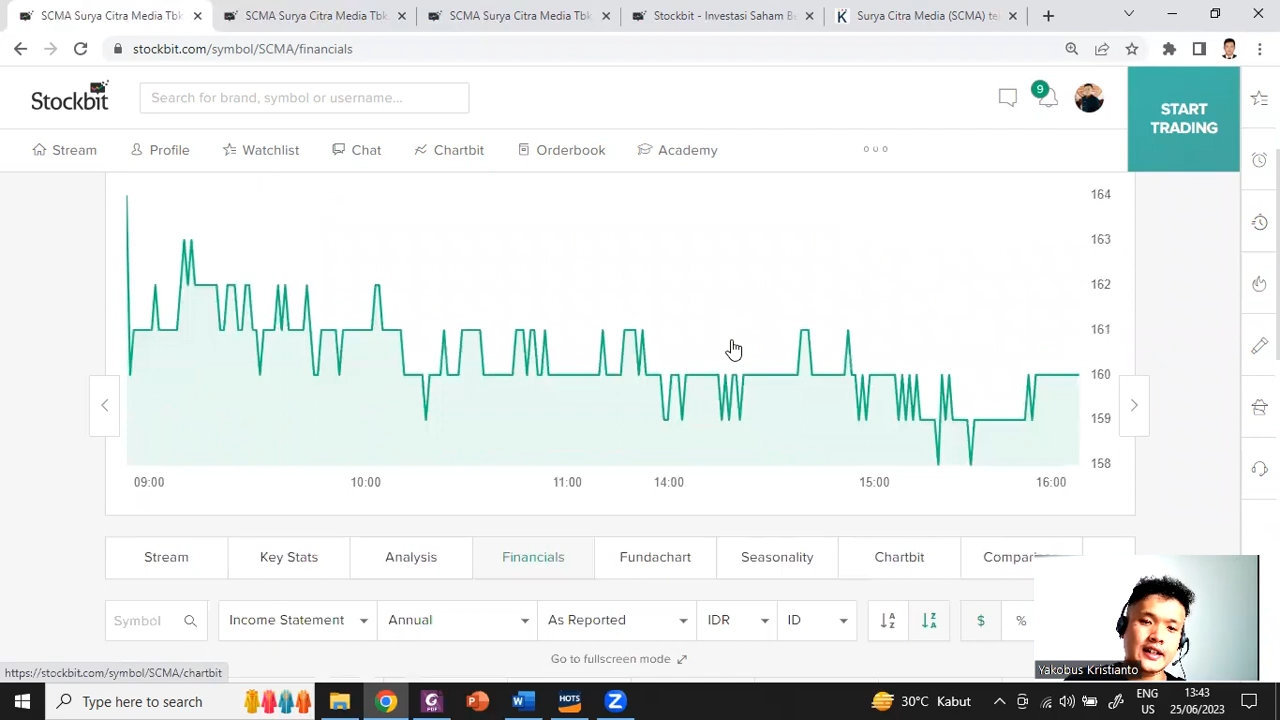 SCMA Surya Citra Media Tbk
SCMA Surya Citra Media Tbk
SCMA Surya Citra Media Tbk
Stockbit - Investasi Saham Be
Surya Citra Media (SCMA) te
stockbit.com/symbol/SCMA/financials
Stockbit
Search for brand, symbol or username...
9
START
TRADING
Stream
Profile
Watchlist
Chat
Chartbit
Orderbook
Academy
164
163
162
161
160
159
158
09:00
10:00
11:00
14:00
15:00
16:00
Stream
Key Stats
Analysis
Financials
Fundachart
Seasonality
Chartbit
Symbol
Income Statement
Annual
As Reported
IDR
ID
A Z
Z A
$
%
Go to fullscreen mode
https://stockbit.com/symbol/SCMA/chartbit
Yakobus Kristianto
Type here to search
30°C Kabut
ENG
US
13:43
25/06/2023